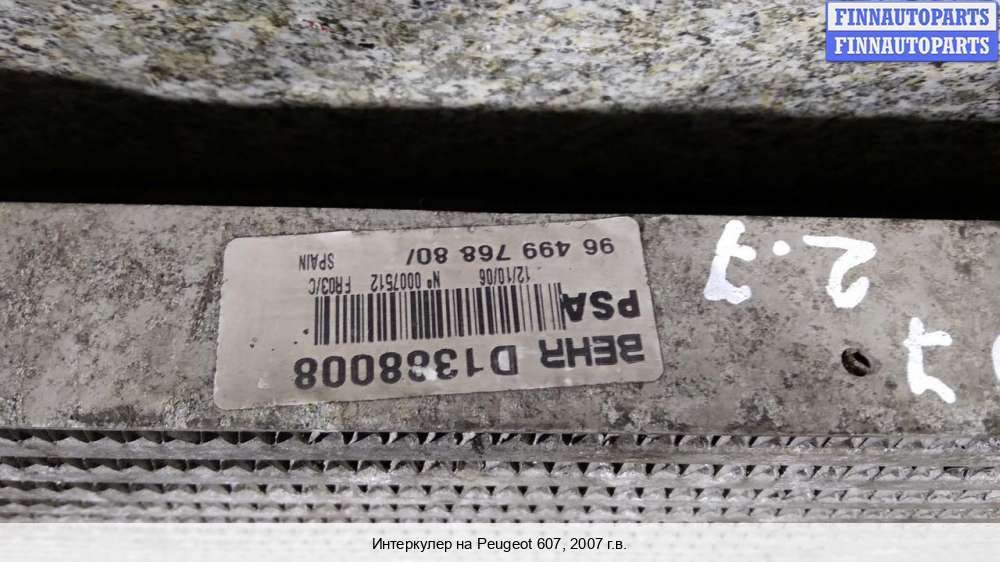 FINNAUTOPARTS
FINNAUTOPARTS
2.7
BEHR D1388008
PSA
12/10/06 Nº 0007512 FR03/C
96 499 768 80/ SPAIN
Интеркулер на Peugeot 607, 2007 г.в.